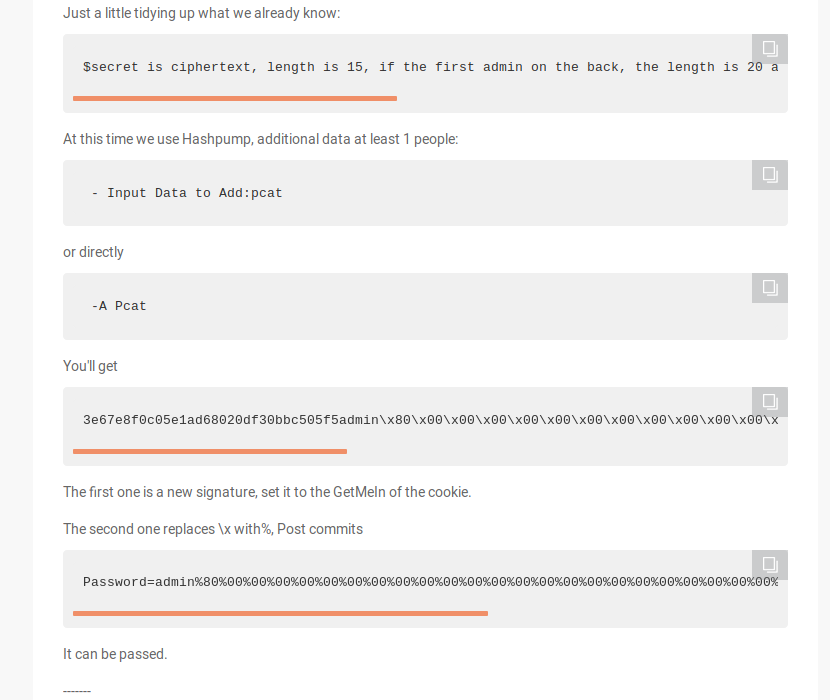 Just a little tidying up what we already know:
$secret is ciphertext, length is 15, if the first admin on the back, the length is 20 a
At this time we use Hashpump, additional data at least 1 people:
- Input Data to Add:pcat
or directly
-A Pcat
You'll get
3e67e8f0c05e1ad68020df30bbc505f5admin\x80\x00\x00\x00\x00\x00\x00\x00\x00\x00\x00\x00\x
The first one is a new signature, set it to the GetMeIn of the cookie.
The second one replaces \x with%, Post commits
Password=admin%80%00%00%00%00%00%00%00%00%00%00%00%00%00%00%00%00%00%00%00%00%00%00%00%
It can be passed.
-------